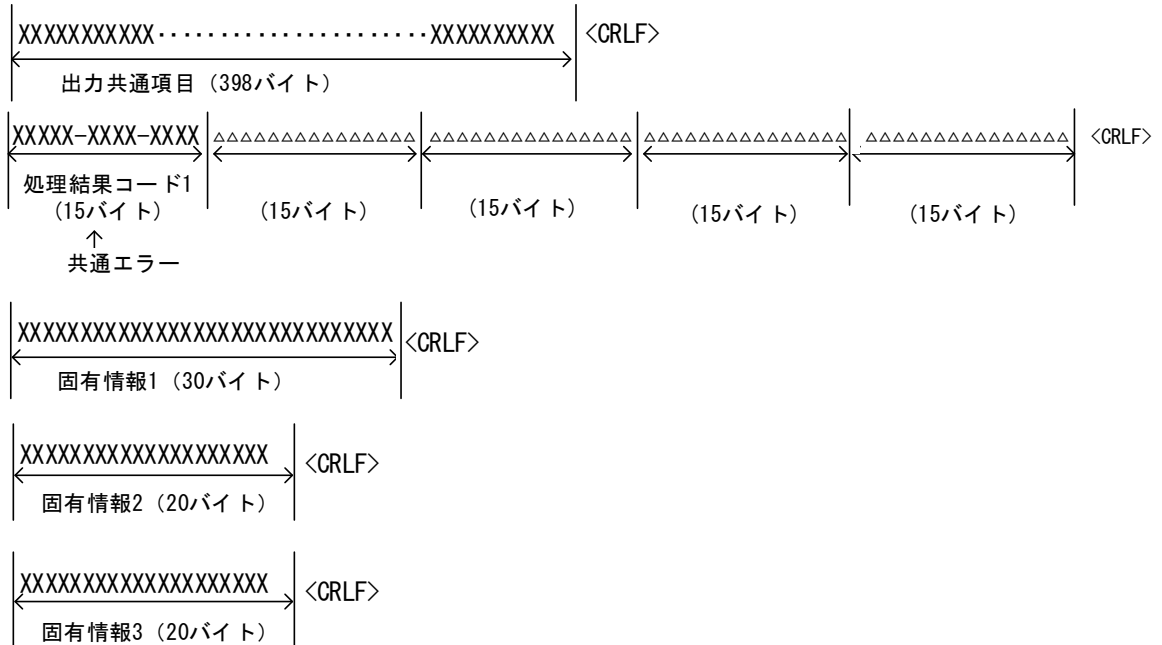 XXXXXXXXXXX······················XXXXXXXXXX <CRLF>
出力共通項目（398バイト）
XXXXX-XXXX-XXXX △△△△△△△△△△△△△△△ △△△△△△△△△△△△△△△ △△△△△△△△△△△△△△△ △△△△△△△△△△△△△△△ <CRLF>
処理結果コード1
（15バイト） （15バイト） （15バイト） （15バイト） （15バイト）
↑
共通エラー
XXXXXXXXXXXXXXXXXXXXXXXXXXXXXX <CRLF>
固有情報1（30バイト）
XXXXXXXXXXXXXXXXXXXX <CRLF>
固有情報2（20バイト）
XXXXXXXXXXXXXXXXXXXX <CRLF>
固有情報3（20バイト）